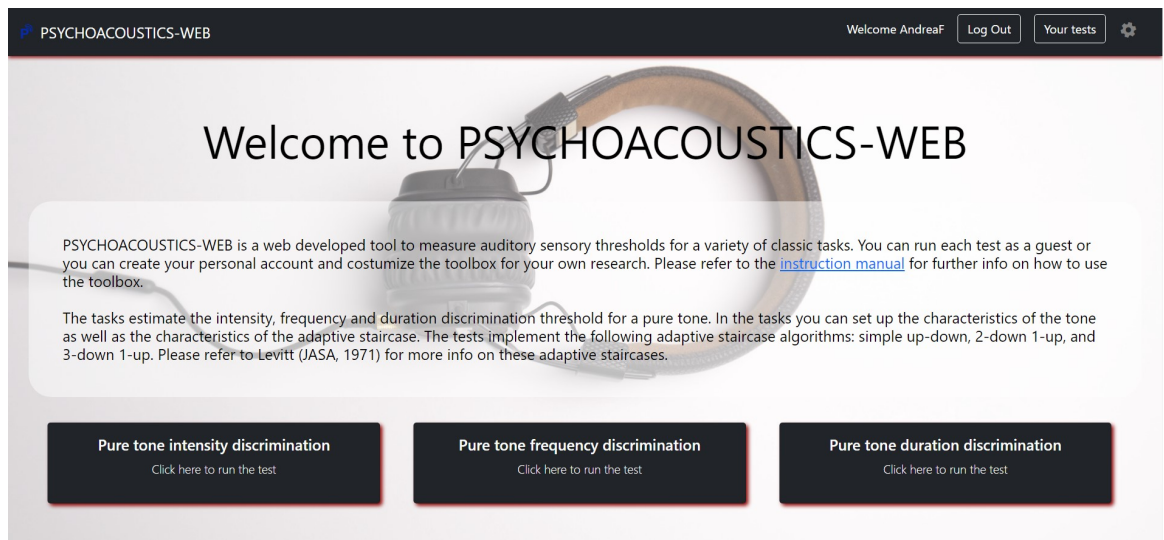 PSYCHOACOUSTICS-WEB
Welcome AndreaF
Log Out
Your tests
Welcome to PSYCHOACOUSTICS-WEB
PSYCHOACOUSTICS-WEB is a web developed tool to measure auditory sensory thresholds for a variety of classic tasks. You can run each test as a guest or
you can create your personal account and costumize the toolbox for your own research. Please refer to the instruction manual for further info on how to use
the toolbox.
The tasks estimate the intensity, frequency and duration discrimination threshold for a pure tone. In the tasks you can set up the characteristics of the tone
as well as the characteristics of the adaptive staircase. The tests implement the following adaptive staircase algorithms: simple up-down, 2-down 1-up, and
3-down 1-up. Please refer to Levitt (JASA, 1971) for more info on these adaptive staircases.
Pure tone intensity discrimination
Click here to run the test
Pure tone frequency discrimination
Click here to run the test
Pure tone duration discrimination
Click here to run the test